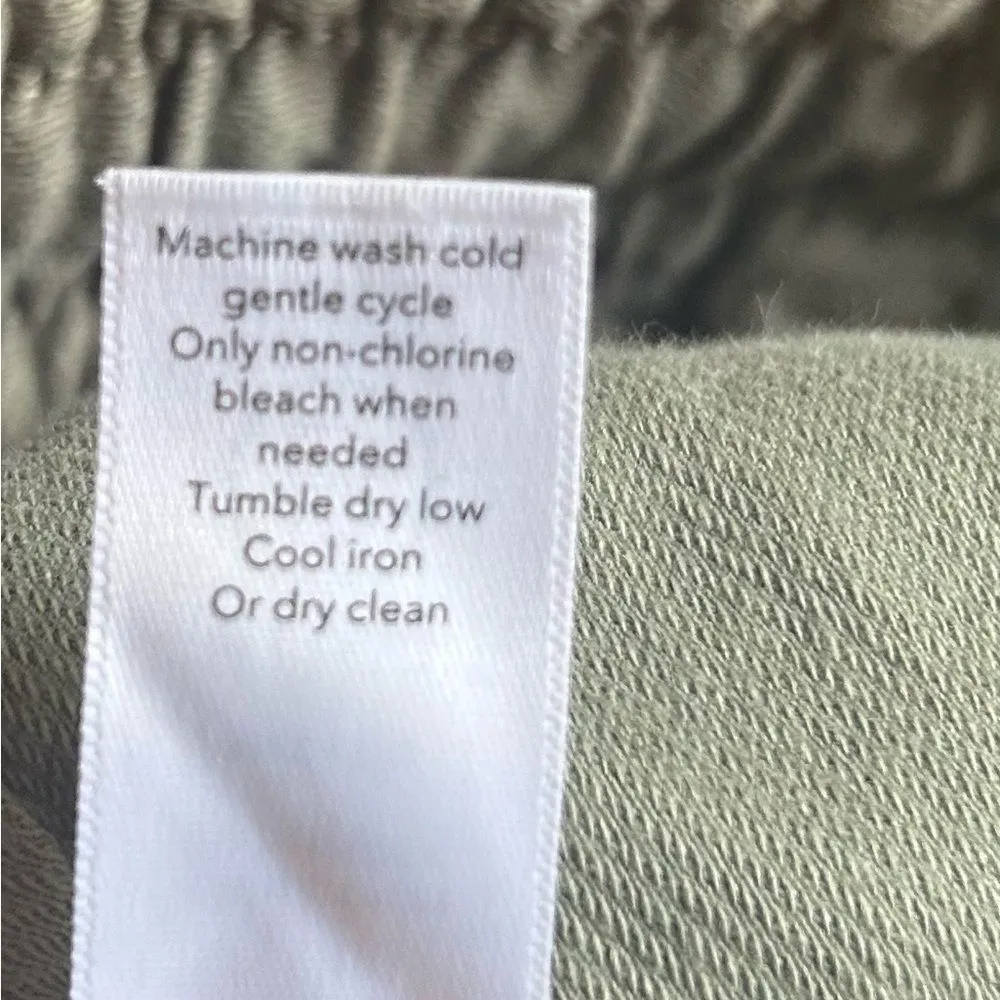 Machine wash cold
gentle cycle
Only non-chlorine
bleach when
needed
Tumble dry low
Cool iron
Or dry clean